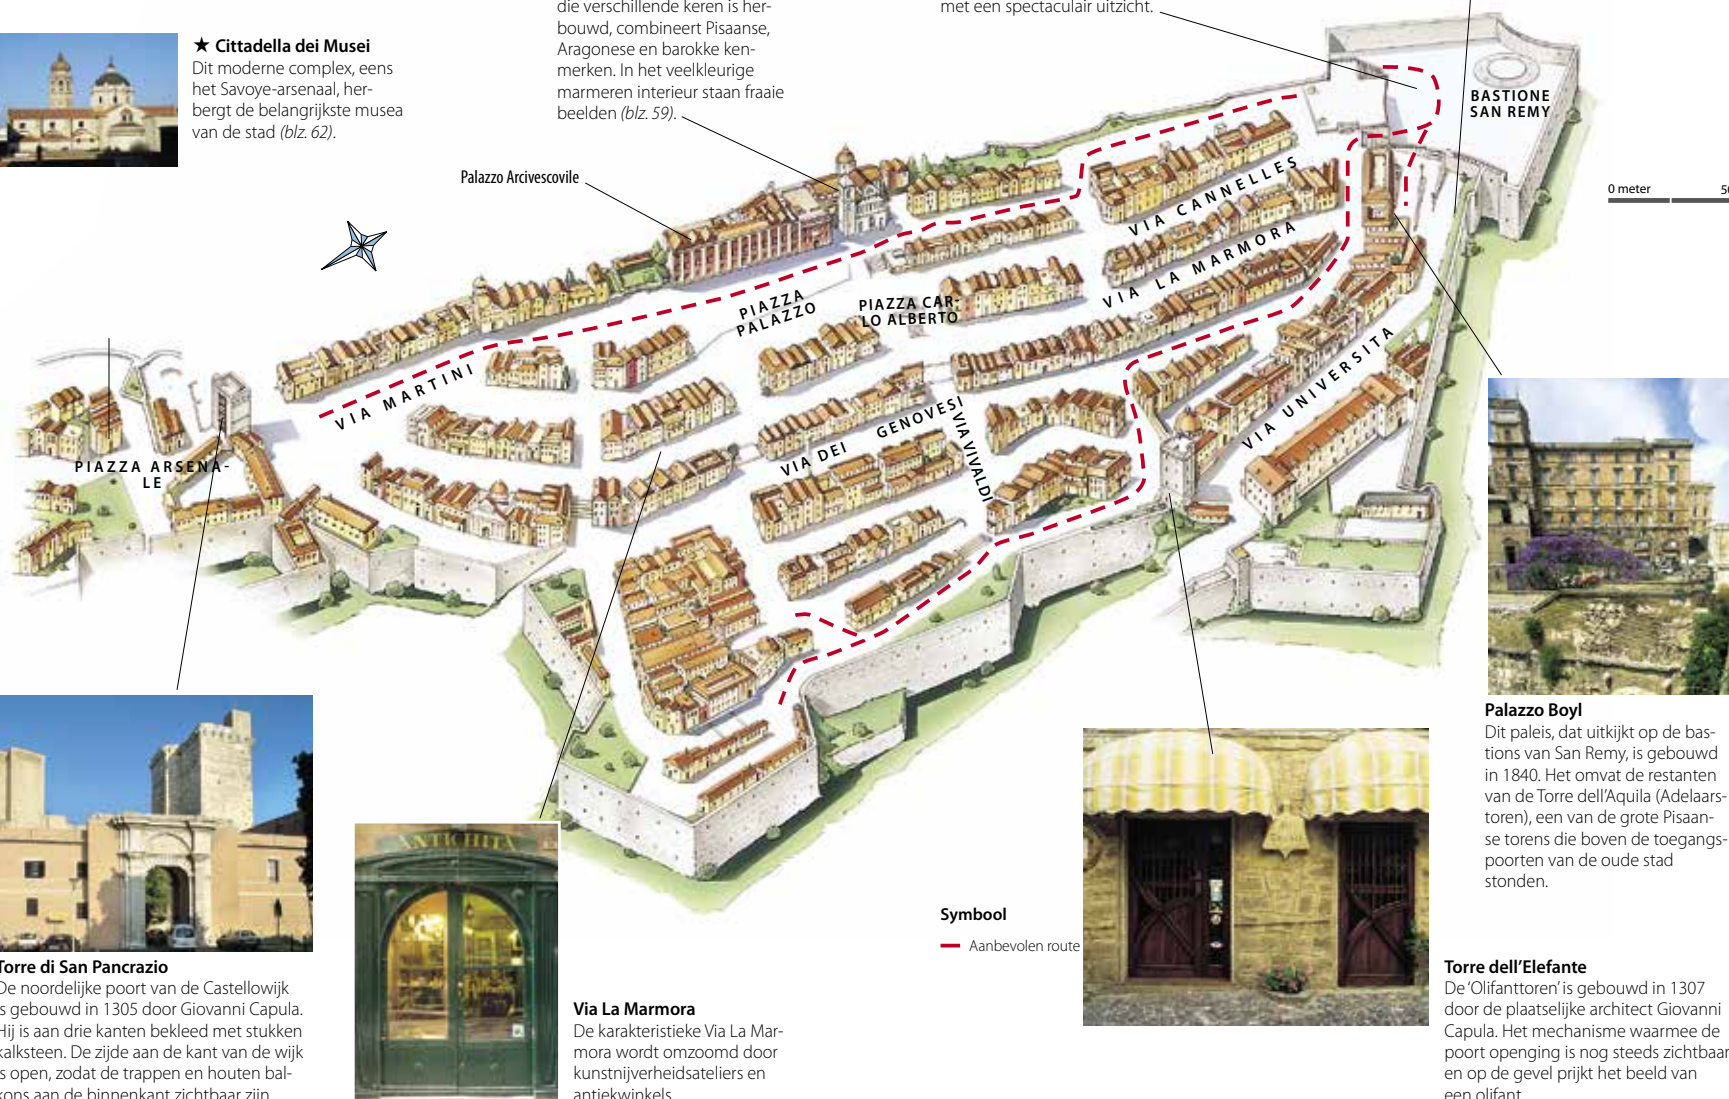 die verschillende keren is her-
bouwd, combineert Pisaanse,
Aragonese en barokke ken-
merken. In het veelkleurige
marmeren interieur staan fraaie
beelden (blz. 59).
met een spectaculair uitzicht.
★ Cittadella dei Musei
Dit moderne complex, eens
het Savoye-arsenaal, her-
bergt de belangrijkste musea
van de stad (blz. 62).
Palazzo Arcivescovile
BASTIONE
SAN REMY
0 meter
VIA CANNELLES
VIA LA MARMORA
PIAZZA
PALAZZO
PIAZZA CAR-
LO ALBERTO
VIA MARTINI
VIA UNIVERSITA
VIA DEI GENOVESI
VIA VIVALDI
PIAZZA ARSENA-
LE
Palazzo Boyl
Dit paleis, dat uitkijkt op de bas-
tions van San Remy, is gebouwd
in 1840. Het omvat de restanten
van de Torre dell'Aquila (Adelaars-
toren), een van de grote Pisaan-
se torens die boven de toegangs-
poorten van de oude stad
stonden.
ANTICHITA
Symbool
Aanbevolen route
Torre di San Pancrazio
De noordelijke poort van de Castellowijk
is gebouwd in 1305 door Giovanni Capula.
Hij is aan drie kanten bekleed met stukken
kalksteen. De zijde aan de kant van de wijk
is open, zodat de trappen en houten bal-
kons aan de binnenkant zichtbaar zijn
Via La Marmora
De karakteristieke Via La Mar-
mora wordt omzoomd door
kunstnijverheidsateliers en
antiekwinkels
Torre dell'Elefante
De 'Olifanttoren' is gebouwd in 1307
door de plaatselijke architect Giovanni
Capula. Het mechanisme waarmee de
poort openging is nog steeds zichtbaar
en op de gevel prijkt het beeld van
een olifant